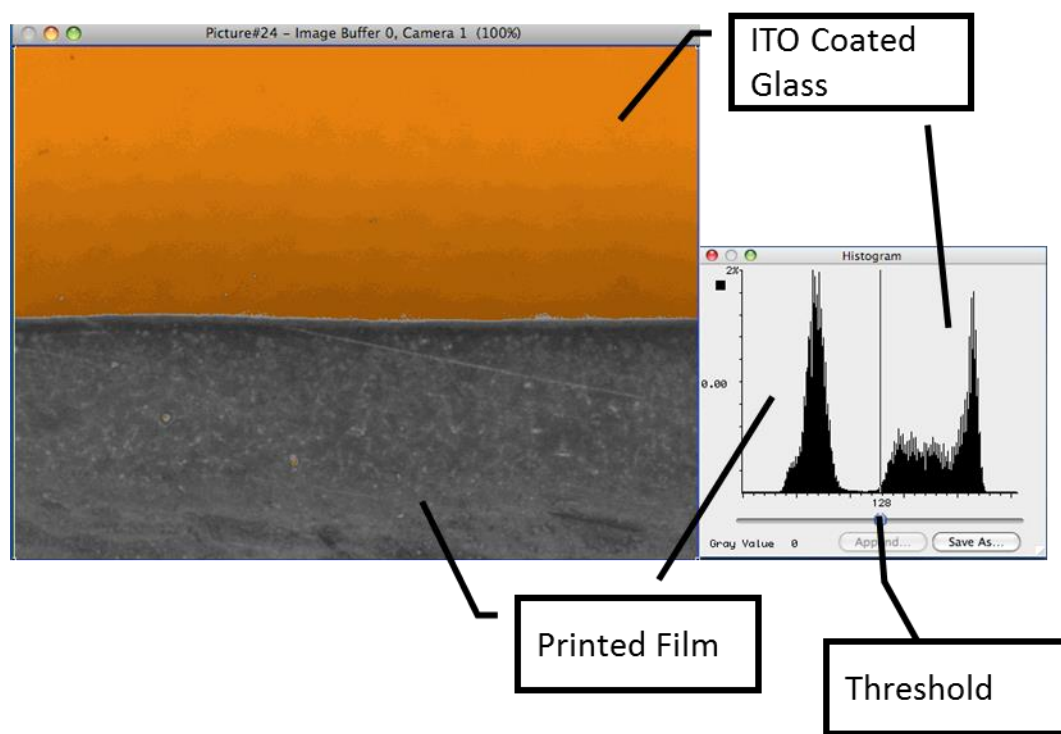 Picture#24 - Image Buffer 0, Camera 1 (100%)
ITO Coated
Glass
Histogram
2%
0.00
128
Gray Value 0
Append...
Save As...
Printed Film
Threshold